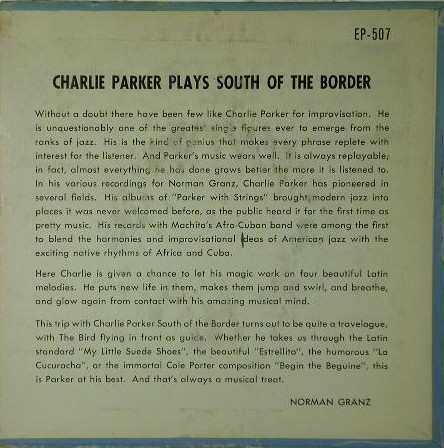 EP-507
CHARLIE PARKER PLAYS SOUTH OF THE BORDER
Without a doubt there have been few like Charlie Parker for improvisation. He
is unquestionably one of the greatest single figures ever to emerge from the
ranks of jazz. His is the kind of genius that makes every phrase replete with
interest for the listener. And Parker's music wears well. It is always replayable;
in fact, almost everything he has done grows better the more it is listened to.
In his various recordings for Norman Granz, Charlie Parker has pioneered in
several fields. His albums of "Parker with Strings" brought modern jazz into
places it was never welcomed before, as the public heard it for the first time as
pretty music. His records with Machita's Afro-Cuban band were among the first
to blend the harmonies and improvisational ideas of American jazz with the
exciting native rhythms of Africa and Cuba.
Here Charlie is given a chance to let his magic work on four beautiful Latin
melodies. He puts new life in them, makes them jump and swirl, and breathe,
and glow again from contact with his amazing musical mind.
This trip with Charlie Parker South of the Border turns out to be quite a travelogue,
with The Bird flying in front as guide. Whether he takes us through the Latin
standard "My Little Suede Shoes", the beautiful "Estrellita", the humorous "La
Cucuracha", or the immortal Cole Porter composition "Begin the Beguine", this
is Parker at his best. And that's always a musical treat.
NORMAN GRANZ